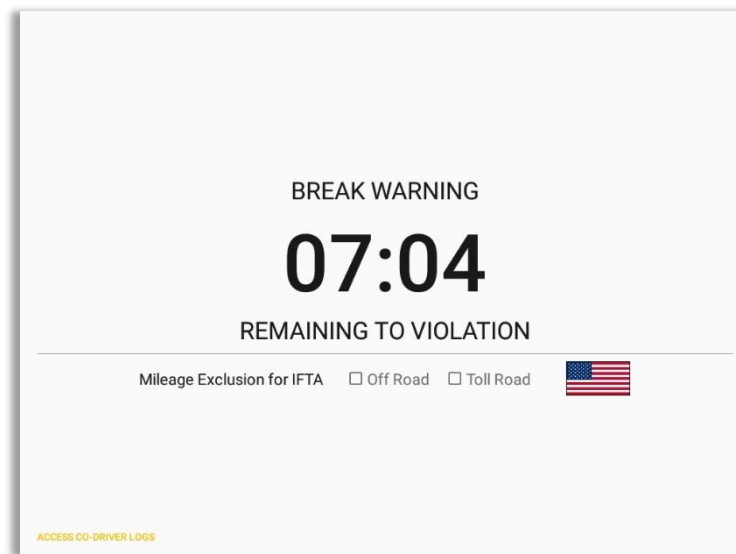 BREAK WARNING
07:04
REMAINING TO VIOLATION
Mileage Exclusion for IFTA Off Road Toll Road
ACCESS CO-DRIVER LOGS